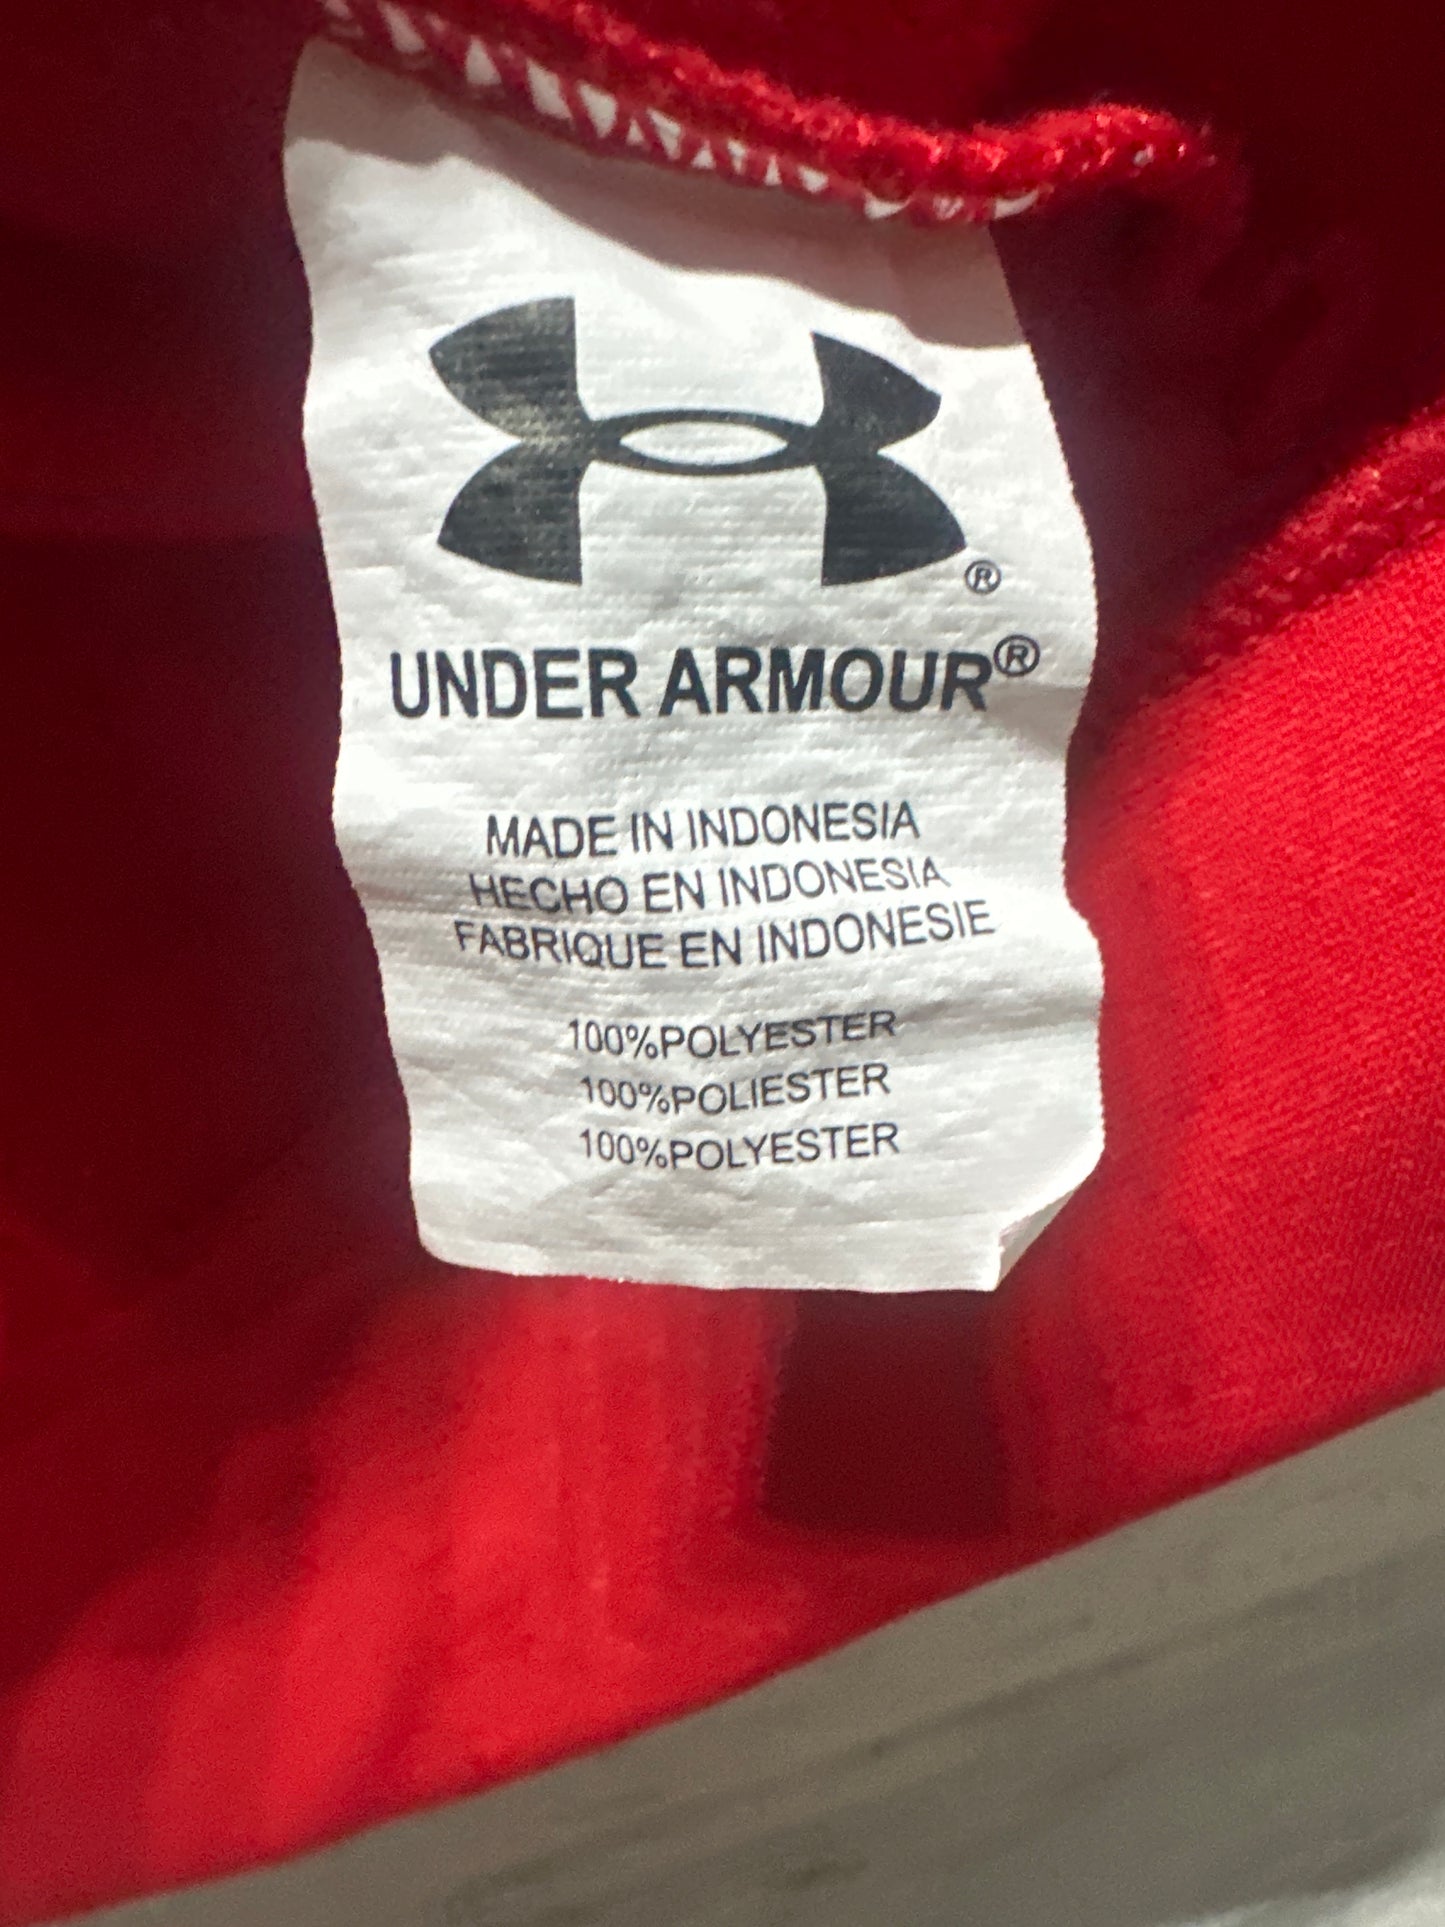 ®
UNDER ARMOUR®
MADE IN INDONESIA
HECHO EN INDONESIA
FABRIQUE EN INDONESIE
100%POLYESTER
100%POLIESTER
100%POLYESTER